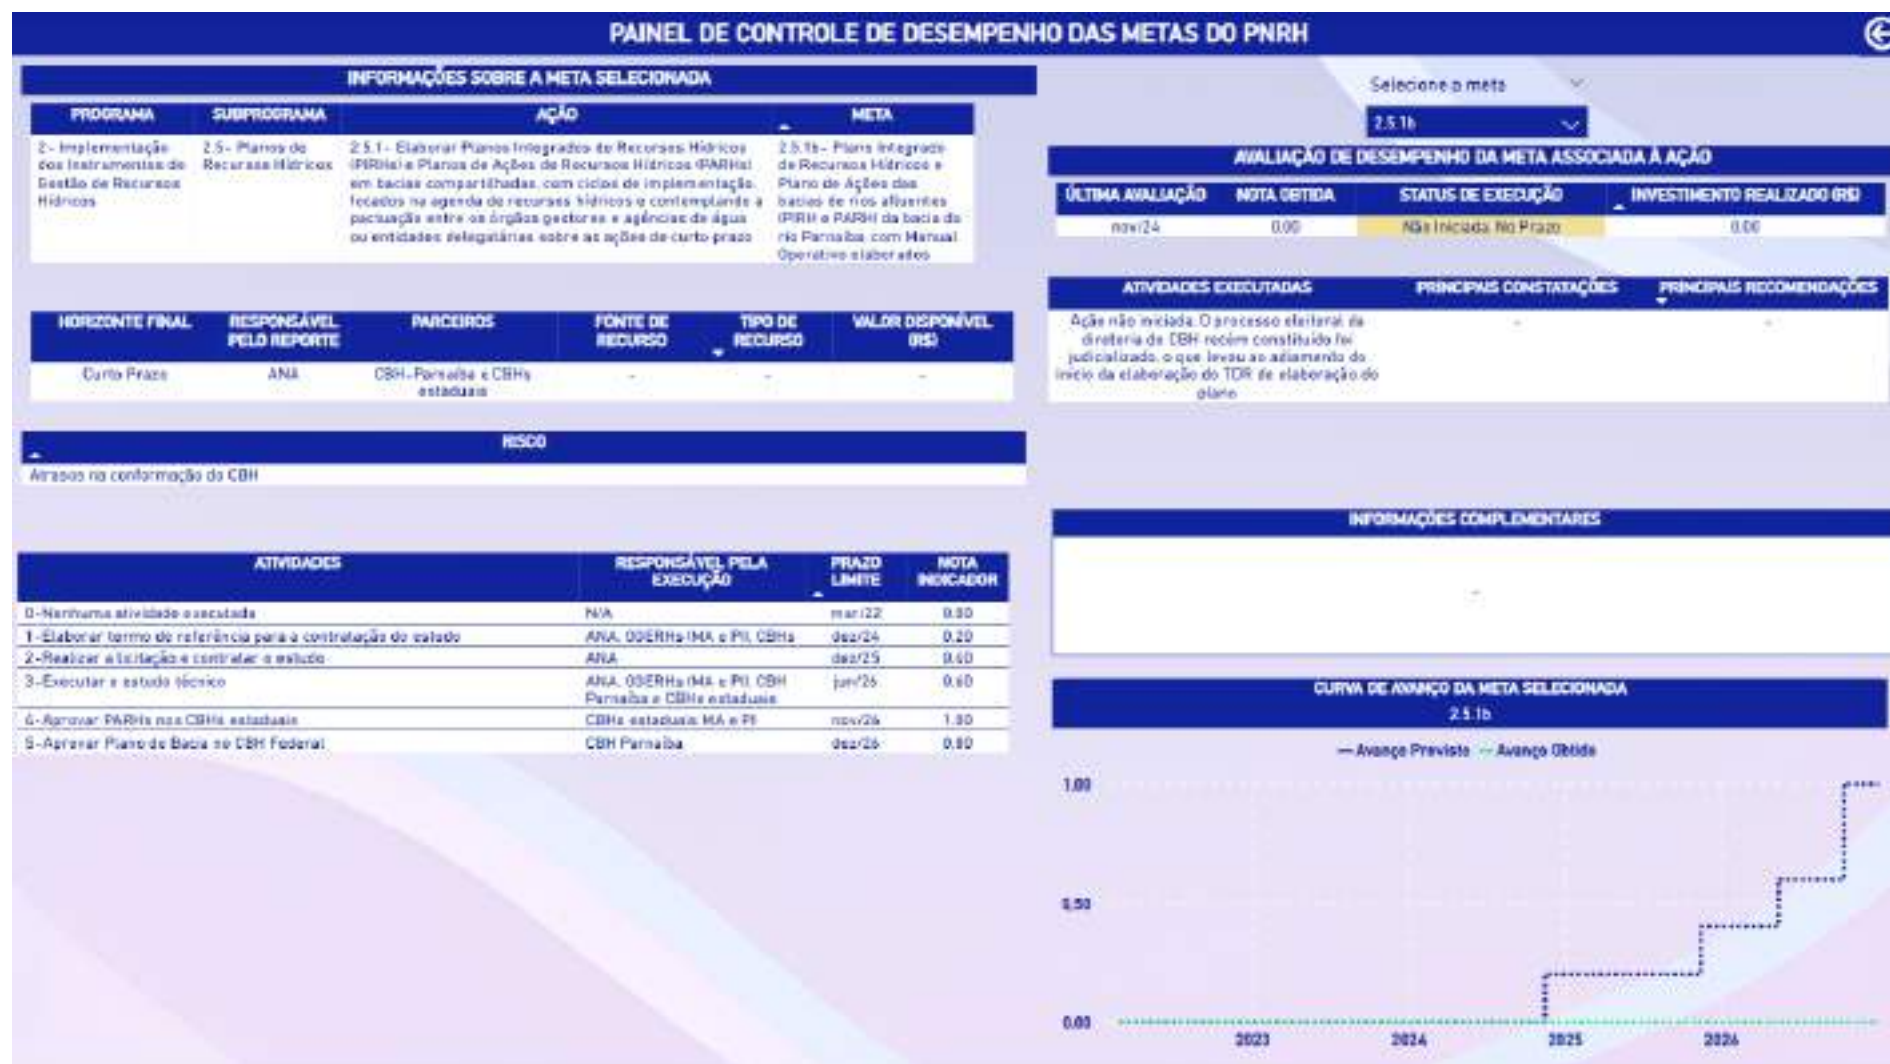 PAINEL DE CONTROLE DE DESEMPENHO DAS METAS DO PNRH
INFORMAÇÕES SOBRE A META SELECIONADA
PROGRAMA SUBPROGRAMA AÇÃO META
2- Implementação dos Instrumentos de Gestão de Recursos Hídricos
2.5- Planos de Recursos Hídricos
2.5.1- Elaborar Planos Integrados de Recursos Hídricos
(PIRHs) e Planos de Ações de Recursos Hídricos (PARHs)
em bacias compartilhadas, com ciclos de implementação,
focados na agenda de recursos hídricos e contemplando a
pactuação entre os órgãos gestores e agências de água
ou entidades delegatárias sobre as ações de curto prazo
2.5.1b- Plano Integrado
de Recursos Hídricos e
Plano de Ações das
bacias de rios afluentes
(PIRH e PARH) da bacia do
rio Parnaíba, com Manual
Operativo elaborados
HORIZONTE FINAL RESPONSÁVEL PELO REPORTE PARCEIROS FONTE DE RECURSO TIPO DE RECURSO VALOR DISPONÍVEL (R$)
Curto Prazo ANA CBH-Parnaíba e CBHs estaduais - - -
RISCO
Atrasos na conformação do CBH
ATIVIDADES RESPONSÁVEL PELA EXECUÇÃO PRAZO LIMITE NOTA INDICADOR
0-Nenhuma atividade executada N/A mar/22 0.00
1-Elaborar termo de referência para a contratação do estudo ANA, OGERHs (MA e PI), CBHs dez/24 0.20
2-Realizar a licitação e contratar o estudo ANA dez/25 0.40
3-Executar o estudo técnico ANA, OGERHs (MA e PI), CBH Parnaíba e CBHs estaduais jun/26 0.60
4-Aprovar PARHs nos CBHs estaduais CBHs estaduais MA e PI nov/26 1.00
5-Aprovar Plano de Bacia no CBH Federal CBH Parnaíba dez/26 0.80
Selecione a meta
2.5.1b
AVALIAÇÃO DE DESEMPENHO DA META ASSOCIADA À AÇÃO
ÚLTIMA AVALIAÇÃO NOTA OBTIDA STATUS DE EXECUÇÃO INVESTIMENTO REALIZADO (R$)
nov/24 0.00 Não Iniciada. No Prazo 0.00
ATIVIDADES EXECUTADAS PRINCIPAIS CONSTATAÇÕES PRINCIPAIS RECOMENDAÇÕES
Ação não iniciada. O processo eleitoral da - -
diretoria do CBH recém constituído foi
judicializado, o que levou ao adiamento do
início da elaboração do TDR de elaboração do
plano
INFORMAÇÕES COMPLEMENTARES
-
CURVA DE AVANÇO DA META SELECIONADA
2.5.1b
Avanço Previsto Avanço Obtido
1.00
0.50
0.00
2023 2024 2025 2026